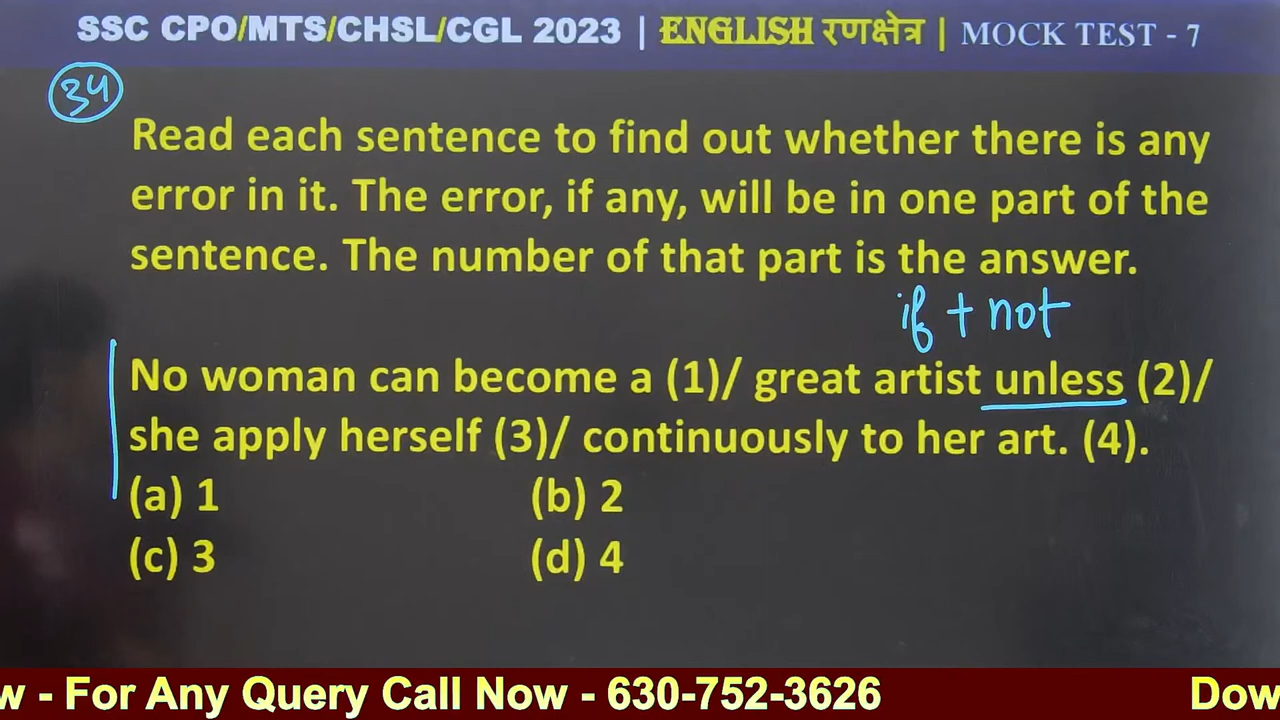 SSC CPO/MTS/CHSL/CGL 2023 | ENGLISH रणक्षेत्र | MOCK TEST - 7
34
Read each sentence to find out whether there is any
error in it. The error, if any, will be in one part of the
sentence. The number of that part is the answer.
if + not
No woman can become a (1)/ great artist unless (2)/
she apply herself (3)/ continuously to her art. (4).
(a) 1 (b) 2
(c) 3 (d) 4
w - For Any Query Call Now - 630-752-3626 Dow